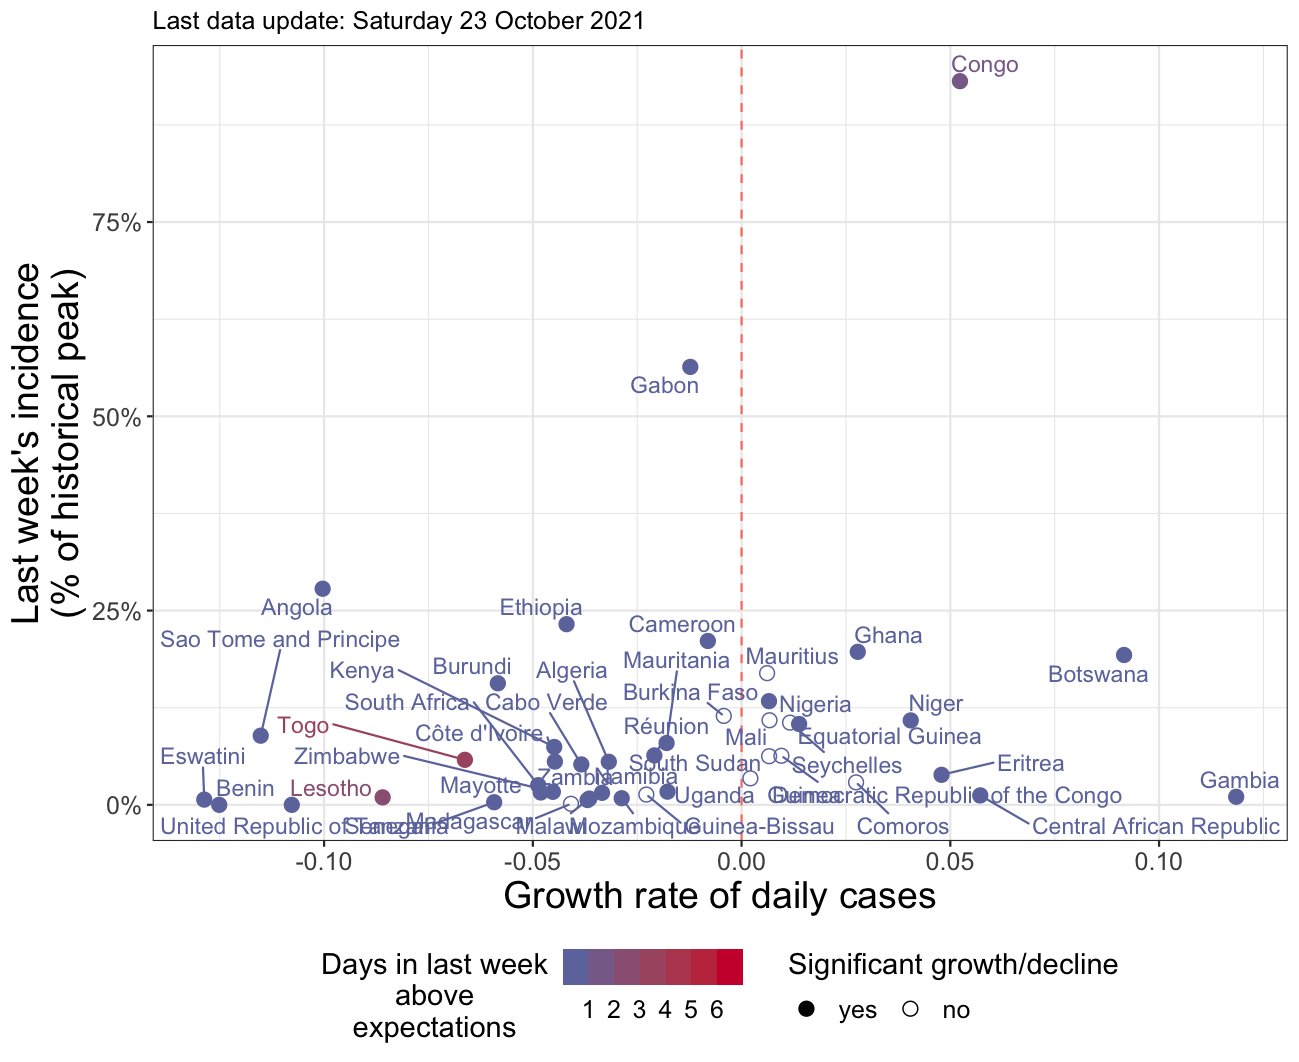 Last data update: Saturday 23 October 2021
Last week's incidence
(% of historical peak)
75%
50%
25%
0%
Congo
Gabon
Angola
Ethiopia
Cameroon
Ghana
Sao Tome and Principe
Mauritania
Mauritius
Kenya
Burundi
Algeria
Botswana
South Africa
Cabo Verde
Burkina Faso
Nigeria
Niger
Togo
Côte d'Ivoire
Réunion
Mali
Equatorial Guinea
Eswatini
Zimbabwe
South Sudan
Seychelles
Eritrea
Zambia
Namibia
Gambia
Benin
Lesotho
Mayotte
Uganda
Guinea
Democratic Republic of the Congo
United Republic of Tanzania
Senegal
Madagascar
Malawi
Mozambique
Guinea-Bissau
Comoros
Central African Republic
-0.10
-0.05
0.00
0.05
0.10
Growth rate of daily cases
Days in last week
above
expectations
1 2 3 4 5 6
Significant growth/decline
yes
no